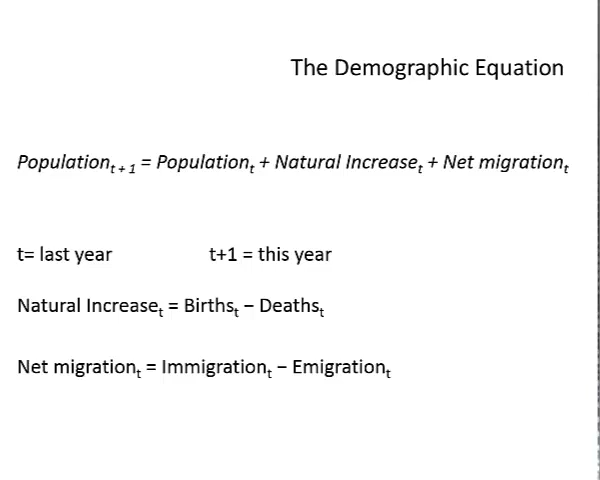 The Demographic Equation
Populationₜ₊₁ = Populationₜ + Natural Increaseₜ + Net migrationₜ
t= last year t+1 = this year
Natural Increaseₜ = Birthsₜ − Deathsₜ
Net migrationₜ = Immigrationₜ − Emigrationₜ